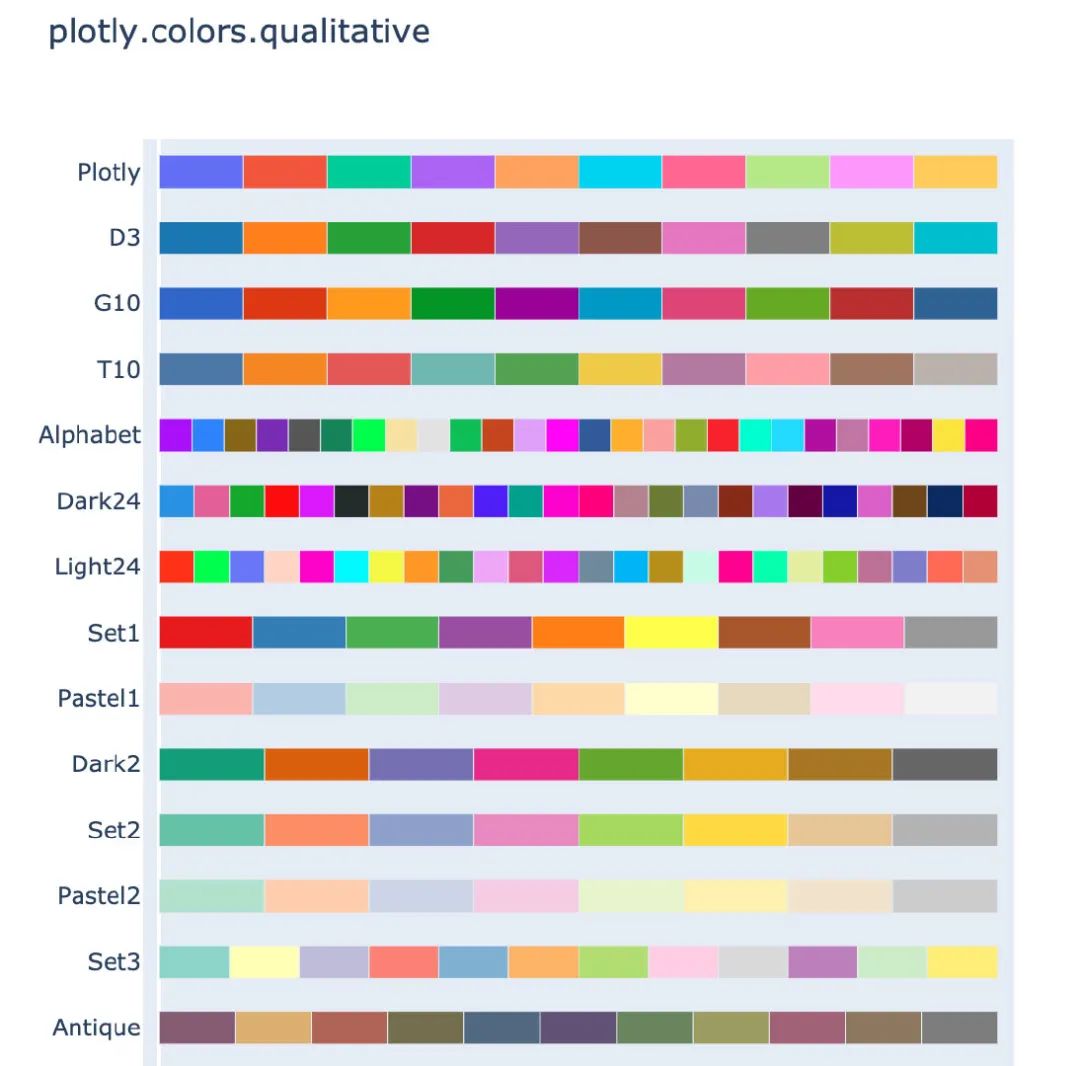 plotly.colors.qualitative
Plotly
D3
G10
T10
Alphabet
Dark24
Light24
Set1
Pastel1
Dark2
Set2
Pastel2
Set3
Antique